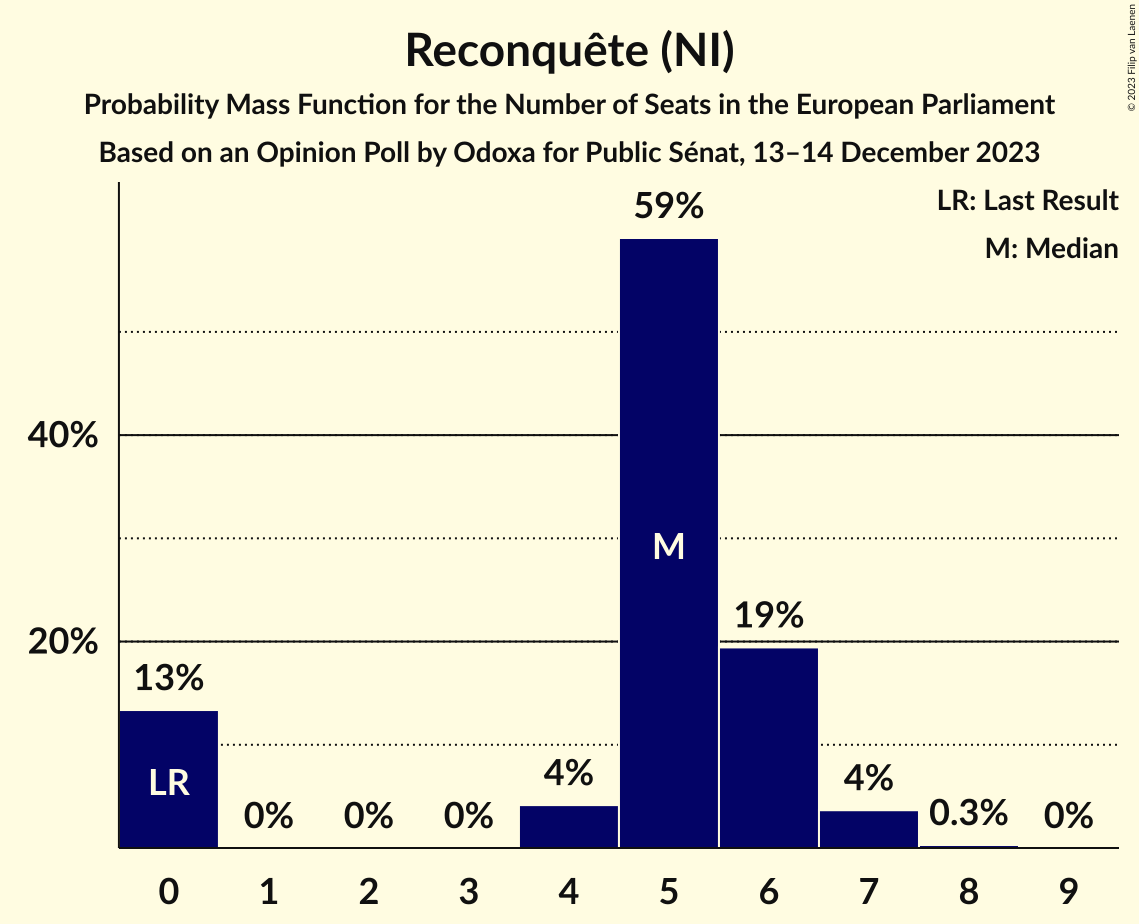 Reconquête (NI)
Probability Mass Function for the Number of Seats in the European Parliament
Based on an Opinion Poll by Odoxa for Public Sénat, 13–14 December 2023
© 2023 Filip van Laenen
LR: Last Result
M: Median
59%
40%
M
19%
20%
13%
LR
0%
0%
0%
4%
4%
0.3%
0%
0 1 2 3 4 5 6 7 8 9